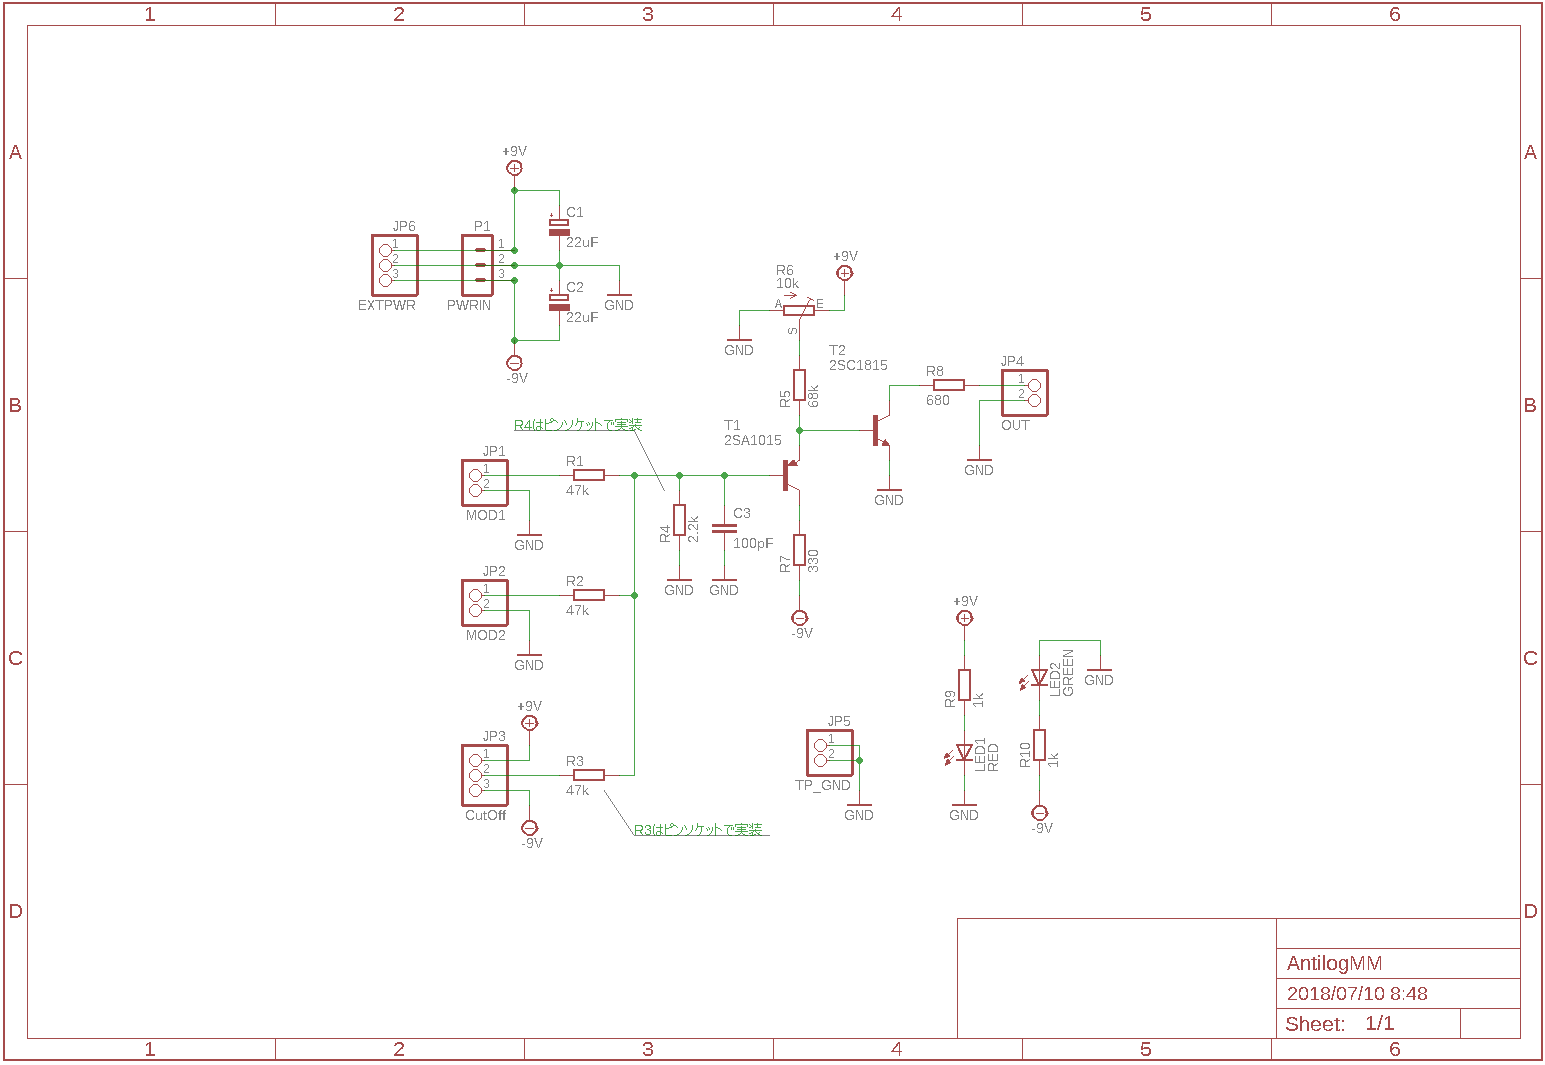 1 2 3 4 5 6
A A
+9V
JP6 P1 C1
1 1
22uF
2 2
3 3
EXTPWR PWRIN
C2
22uF
GND
-9V
+9V
R6
10k
A E
S
GND
B B
T2
2SC1815
R5
68k
R8
680
JP4
1
2
OUT
GND
GND
R4はピンソケットで実装
T1
2SA1015
JP1
1
2
MOD1
GND
R1
47k
R4
2.2k
GND
C3
100pF
GND
R7
330
-9V
JP2
1
2
MOD2
GND
R2
47k
C C
+9V
JP3
1
2
3
CutOff
-9V
R3
47k
R3はピンソケットで実装
JP5
1
2
TP_GND
GND
+9V
R9
1k
LED1
RED
GND
LED2
GREEN
GND
R10
1k
-9V
D D
AntilogMM
2018/07/10 8:48
Sheet: 1/1
1 2 3 4 5 6